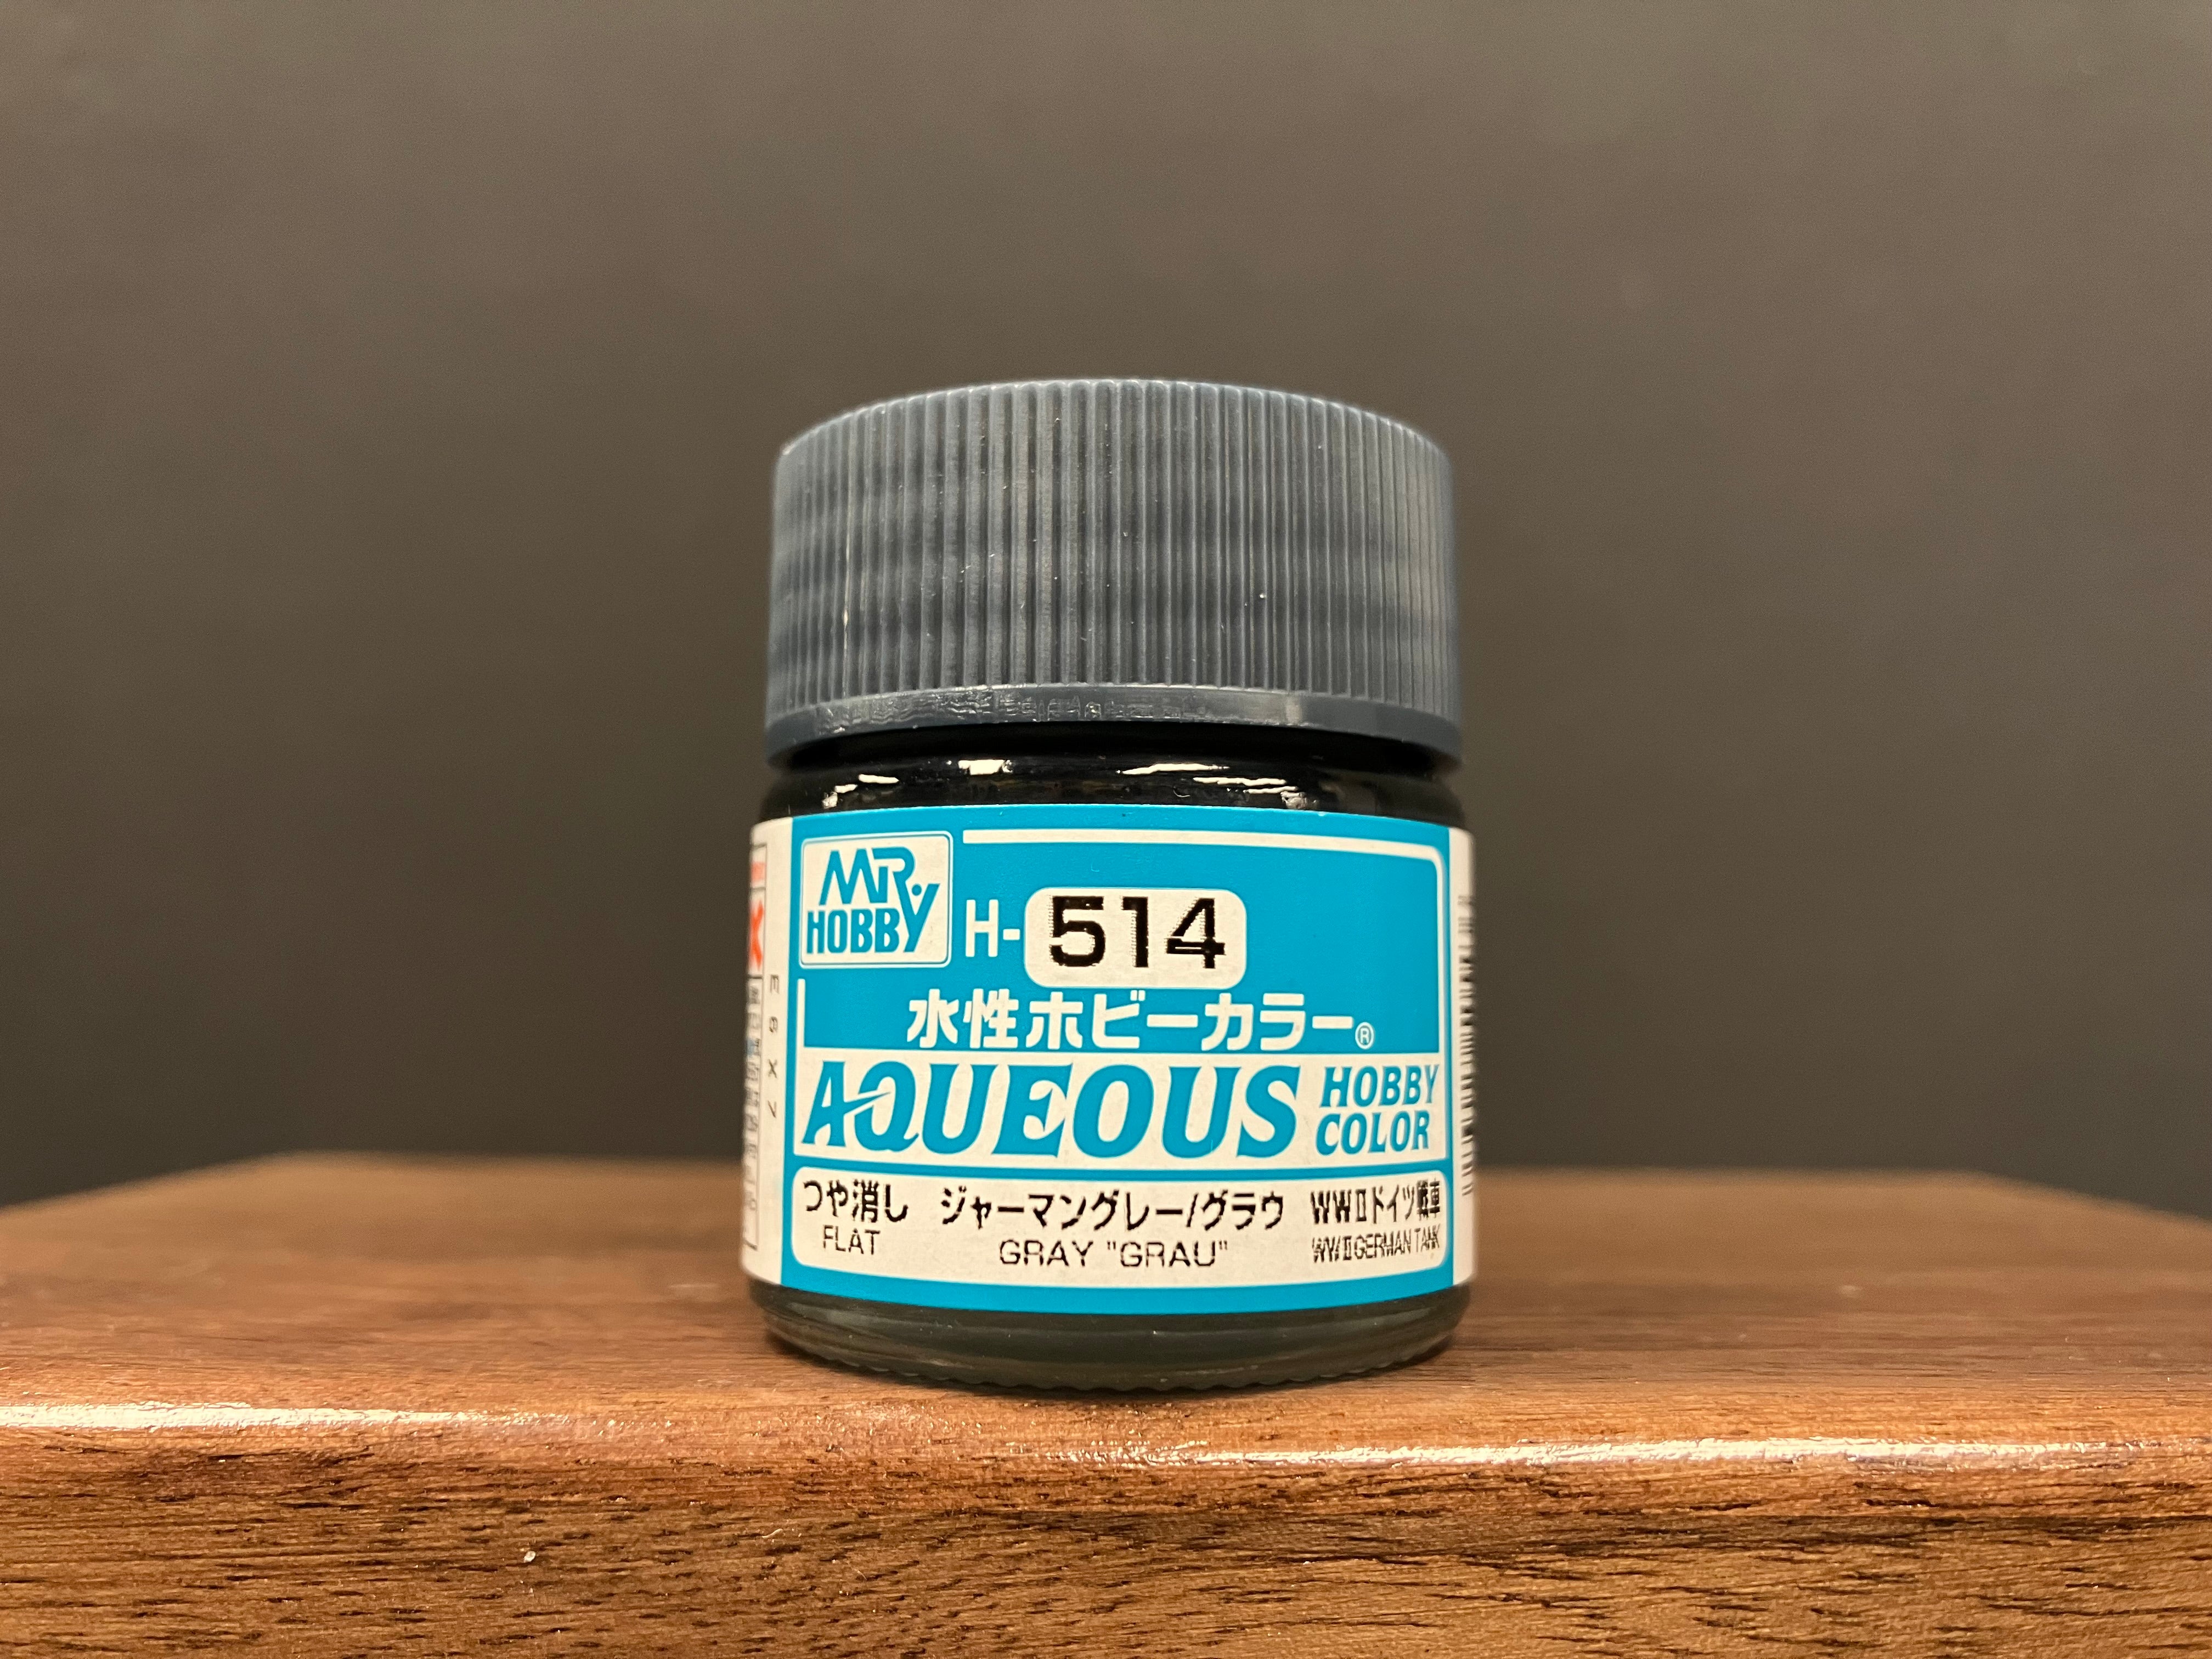 MR.
HOBBY
H-514
水性ホビーカラー®
AQUEOUS HOBBY COLOR
つや消し ジャーマングレー/グラウ WWⅡドイツ戦車
FLAT GRAY "GRAU" WWⅡ GERMAN TANK
E6X7